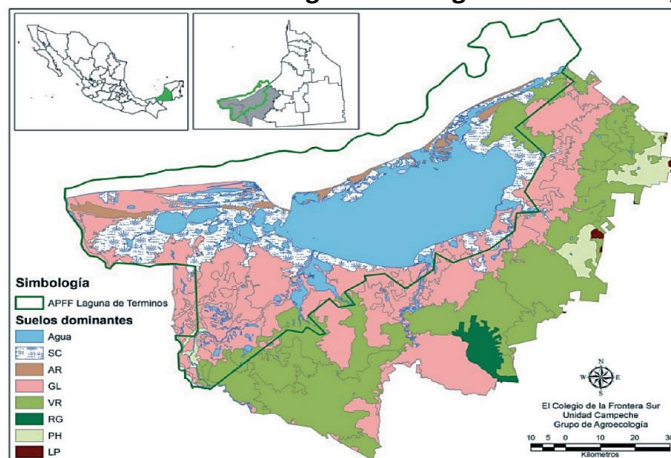 Simbología
APFF Laguna de Terminos
Suelos dominantes
Agua
SC
AR
GL
VR
RG
PH
LP
N
W E
S
El Colegio de la Frontera Sur
Unidad Campeche
Grupo de Agroecología
10 5 0 10 20 30
Kilometros